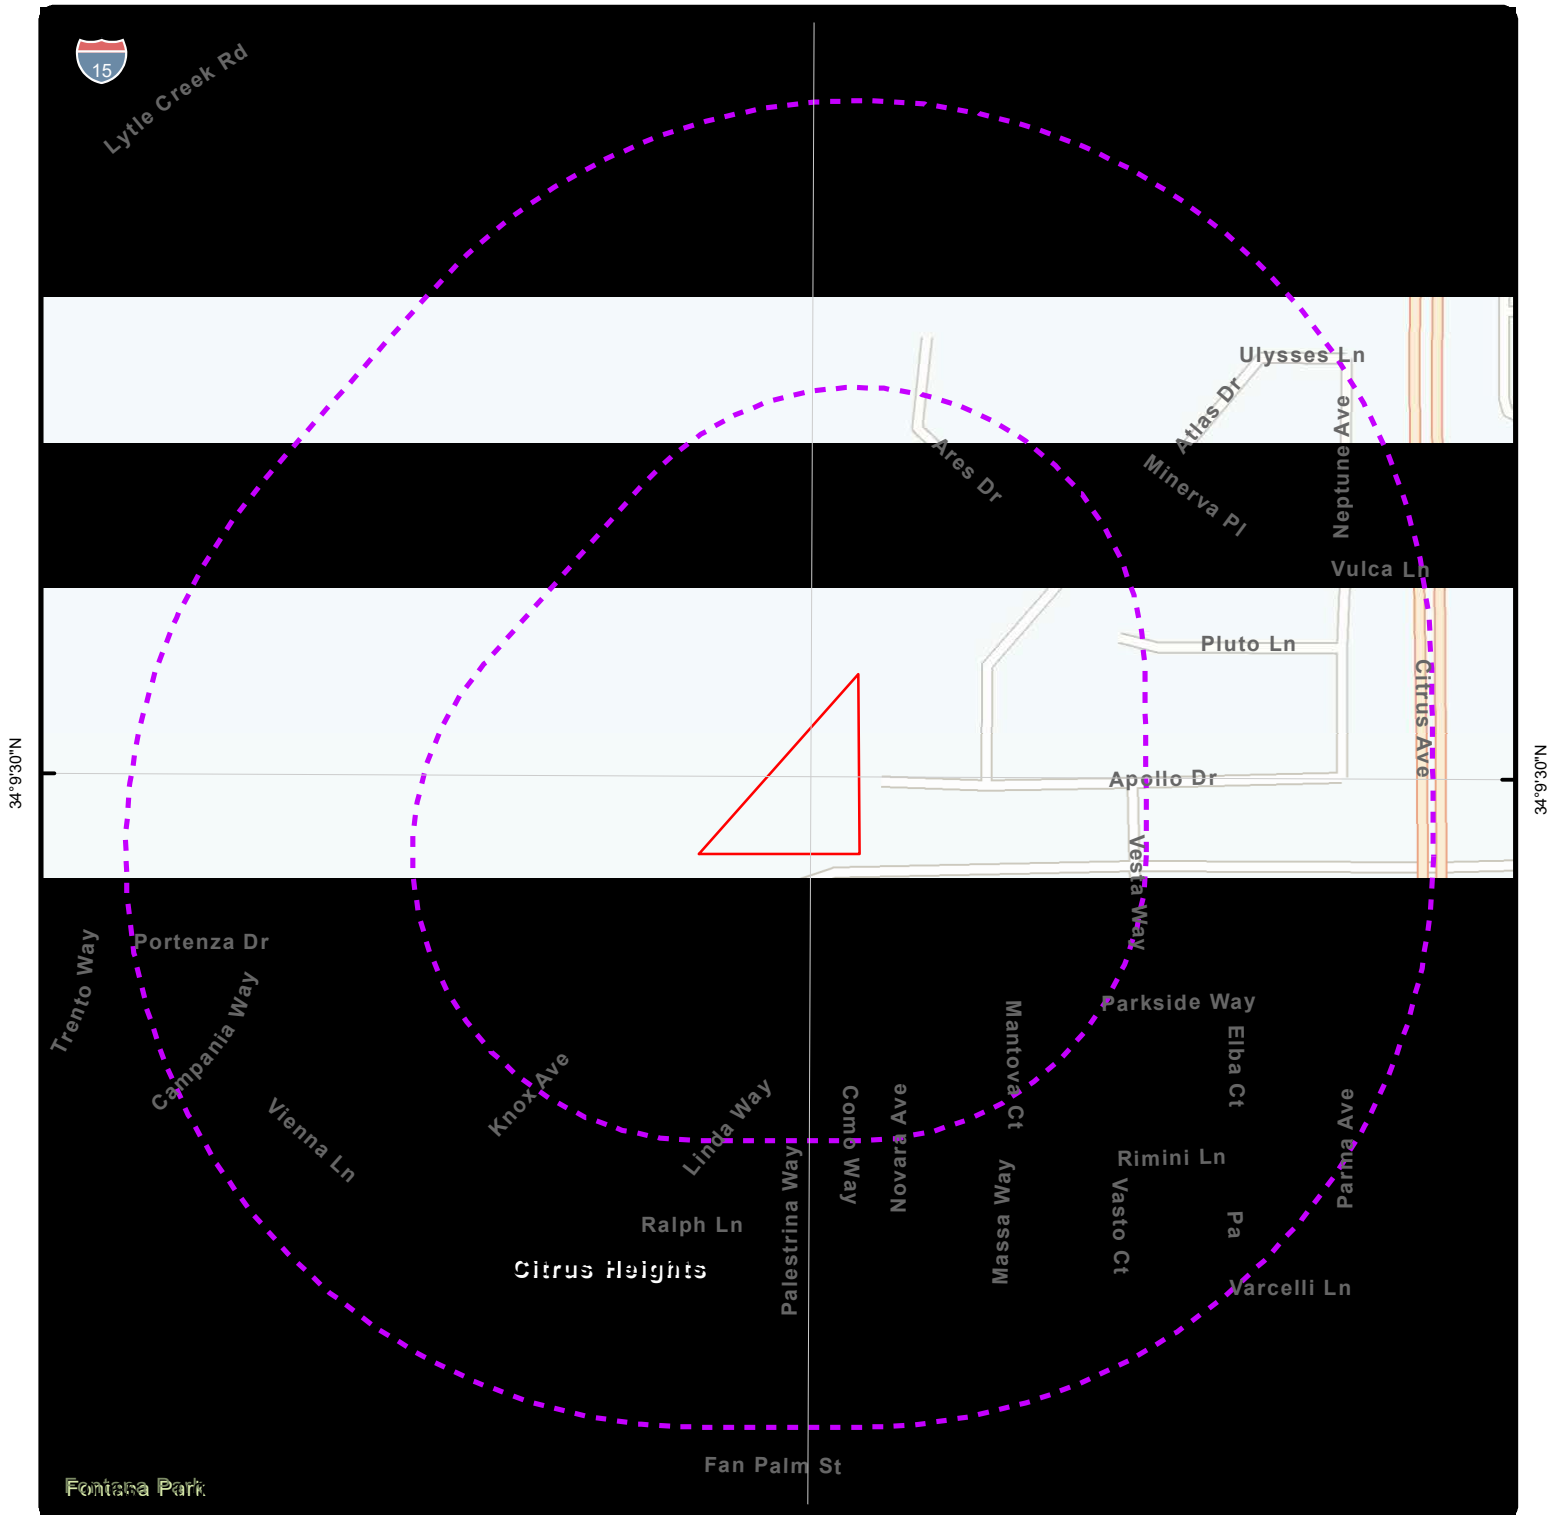 15
Lytle Creek Rd
Ulysses Ln
Atlas Dr
Neptune Ave
Ares Dr
Minerva Pl
Vulca Ln
Pluto Ln
Citrus Ave
34°9'30"N
34°9'30"N
Apollo Dr
Vesta Way
Portenza Dr
Trento Way
Campania Way
Parkside Way
Mantova Ct
Elba Ct
Knox Ave
Vienna Ln
Linda Way
Como Way
Novara Ave
Parma Ave
Rimini Ln
Palestrina Way
Massa Way
Vasto Ct
Pa
Ralph Ln
Citrus Heights
Varcelli Ln
Fan Palm St
Fontana Park